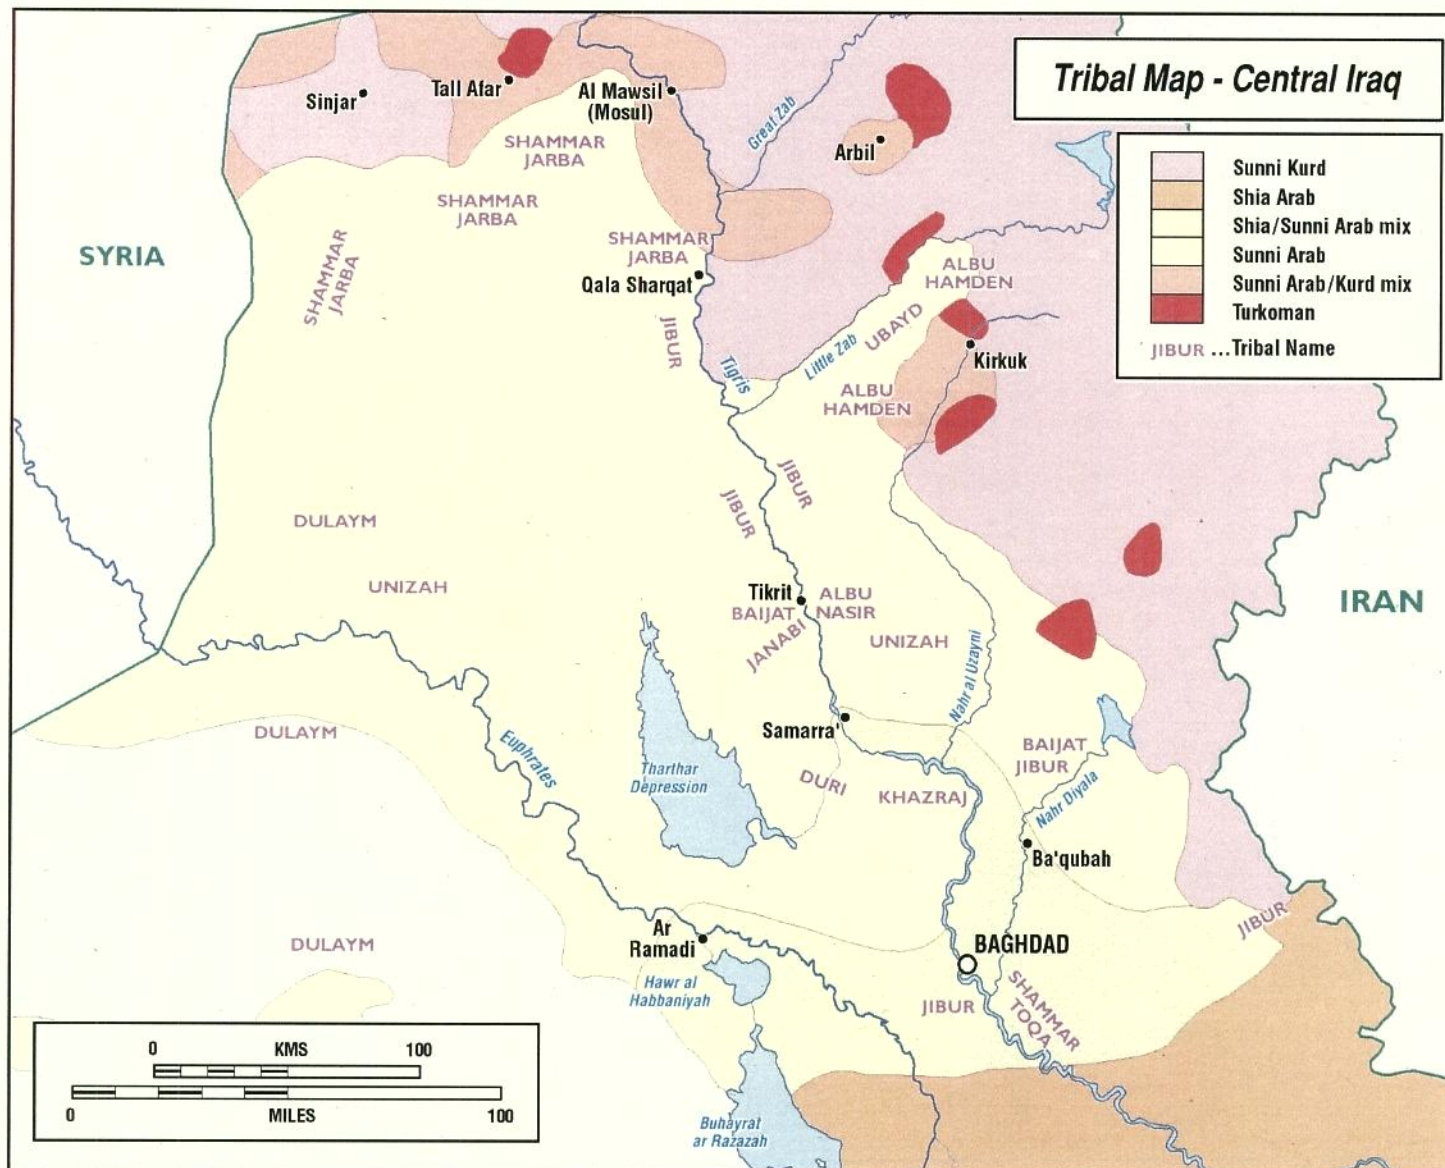 Tribal Map - Central Iraq
Sunni Kurd
Shia Arab
Shia/Sunni Arab mix
Sunni Arab
Sunni Arab/Kurd mix
Turkoman
JIBUR ...Tribal Name
Sinjar
Tall Afar
Al Mawsil
(Mosul)
Great Zab
Arbil
SHAMMAR
JARBA
SHAMMAR
JARBA
SHAMMAR
JARBA
SHAMMAR
JARBA
SYRIA
Qala Sharqat
ALBU
HAMDEN
UBAYD
JIBUR
Tigris
Little Zab
Kirkuk
ALBU
HAMDEN
JIBUR
JIBUR
DULAYM
UNIZAH
Tikrit
BAIJAT
ALBU
NASIR
JANABI
UNIZAH
IRAN
Nahr al Uzayni
Samarra'
DULAYM
Euphrates
Tharthar
Depression
DURI
KHAZRAJ
BAIJAT
JIBUR
Nahr Diyala
Ba'qubah
Ar
Ramadi
JIBUR
BAGHDAD
DULAYM
Hawr al
Habbaniyah
JIBUR
SHAMMAR
TOQA
0 KMS 100
0 MILES 100
Buhayrat
ar Razazah